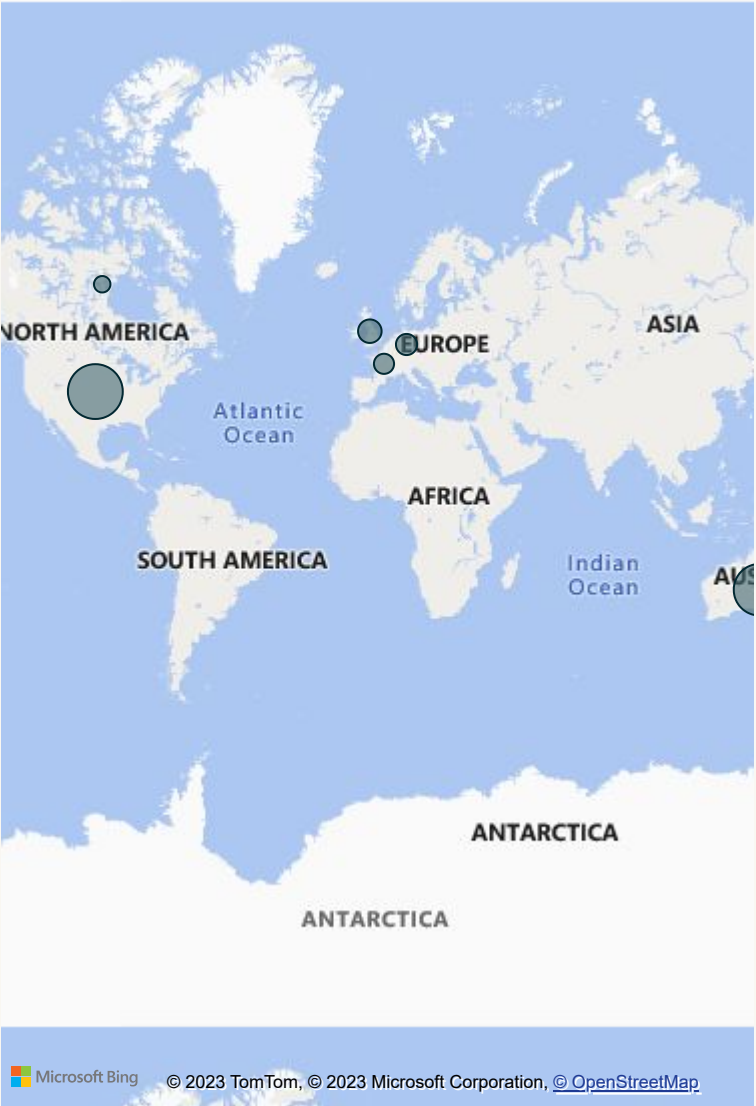 NORTH AMERICA
EUROPE
ASIA
Atlantic
Ocean
AFRICA
SOUTH AMERICA
Indian
Ocean
AUS
ANTARCTICA
ANTARCTICA
Microsoft Bing
© 2023 TomTom, © 2023 Microsoft Corporation, © OpenStreetMap